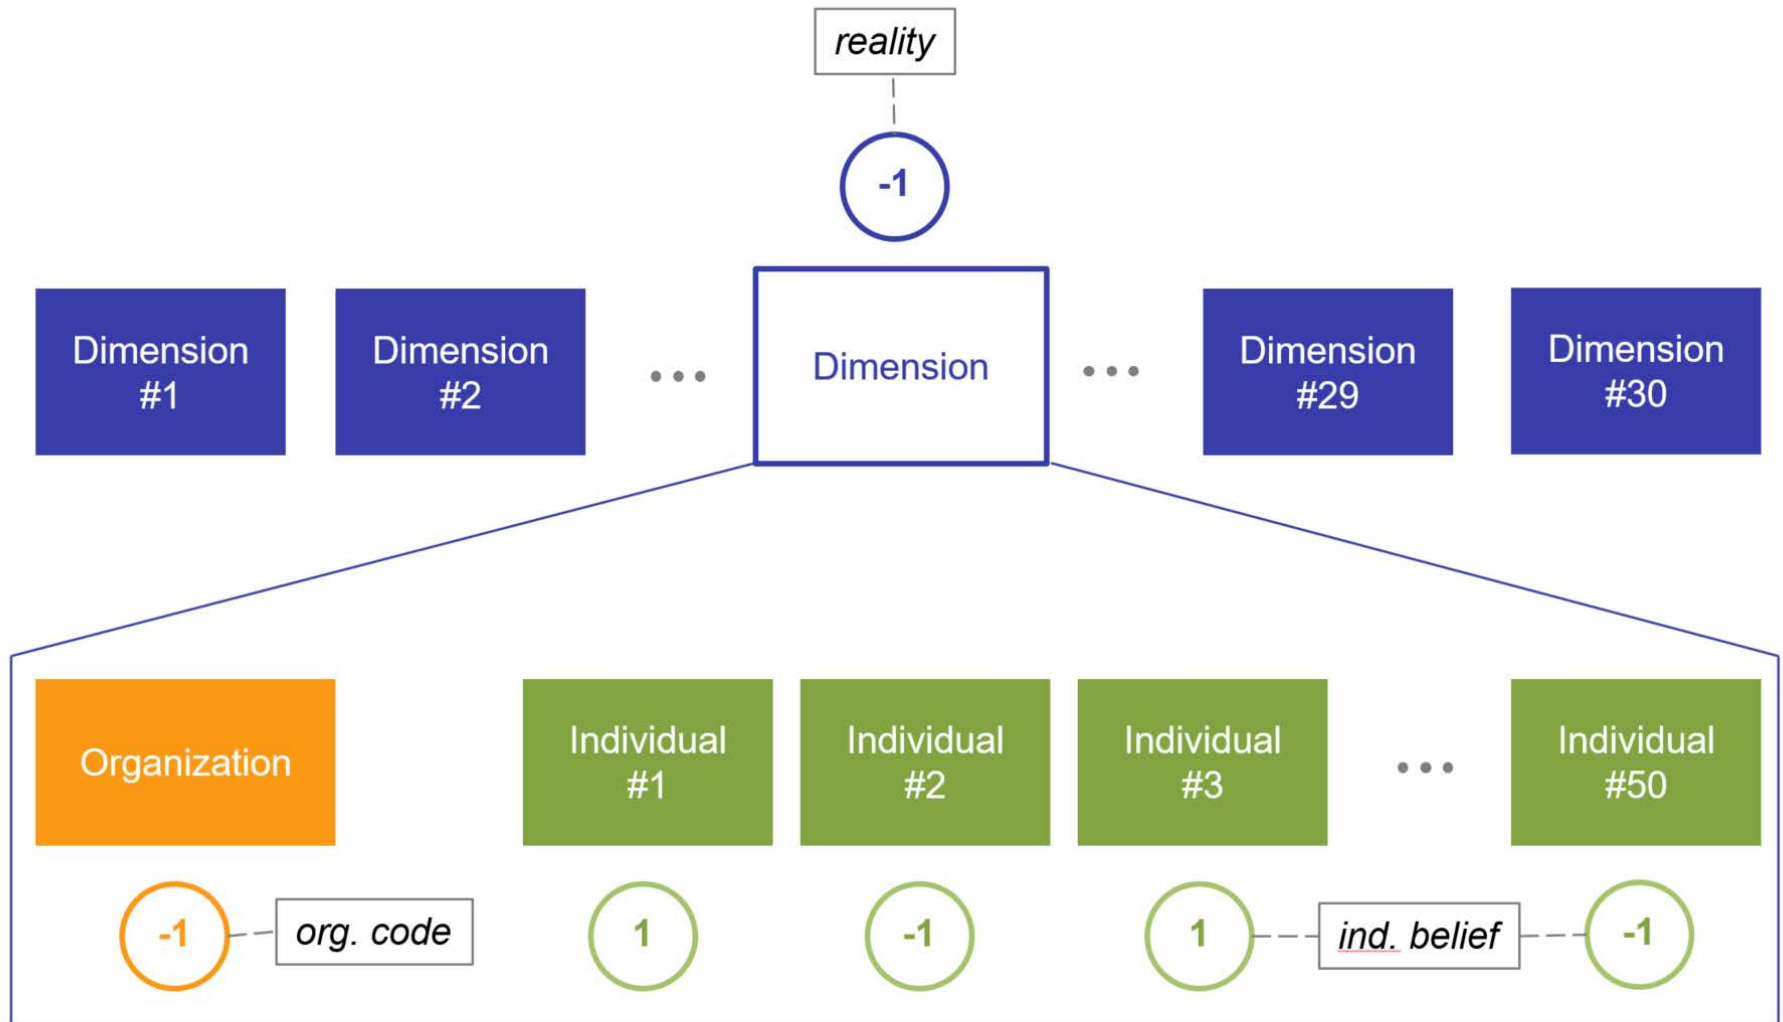 reality
-1
Dimension
#1
Dimension
#2
...
Dimension
...
Dimension
#29
Dimension
#30
Organization
Individual
#1
Individual
#2
Individual
#3
...
Individual
#50
-1
org. code
1
-1
1
ind. belief
-1